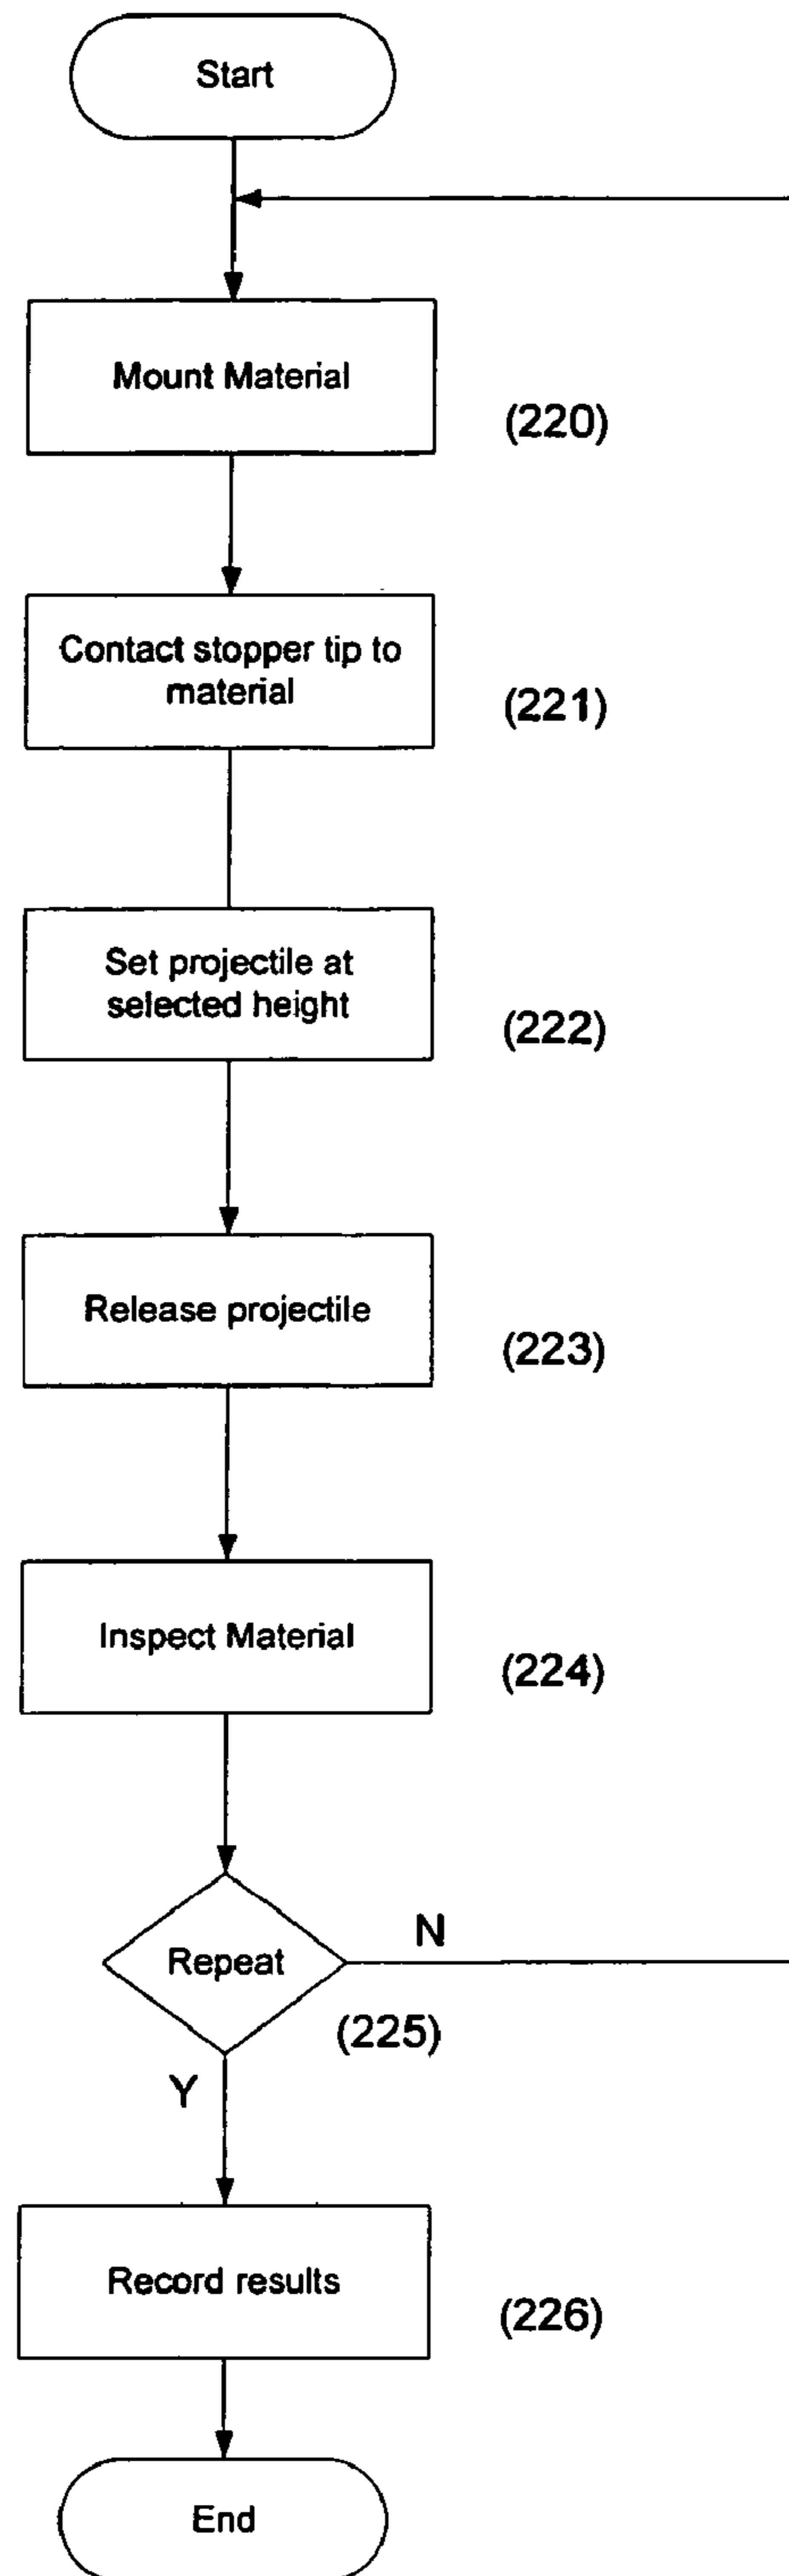 Start
Mount Material
(220)
Contact stopper tip to
material
(221)
Set projectile at
selected height
(222)
Release projectile
(223)
Inspect Material
(224)
Repeat
N
(225)
Y
Record results
(226)
End